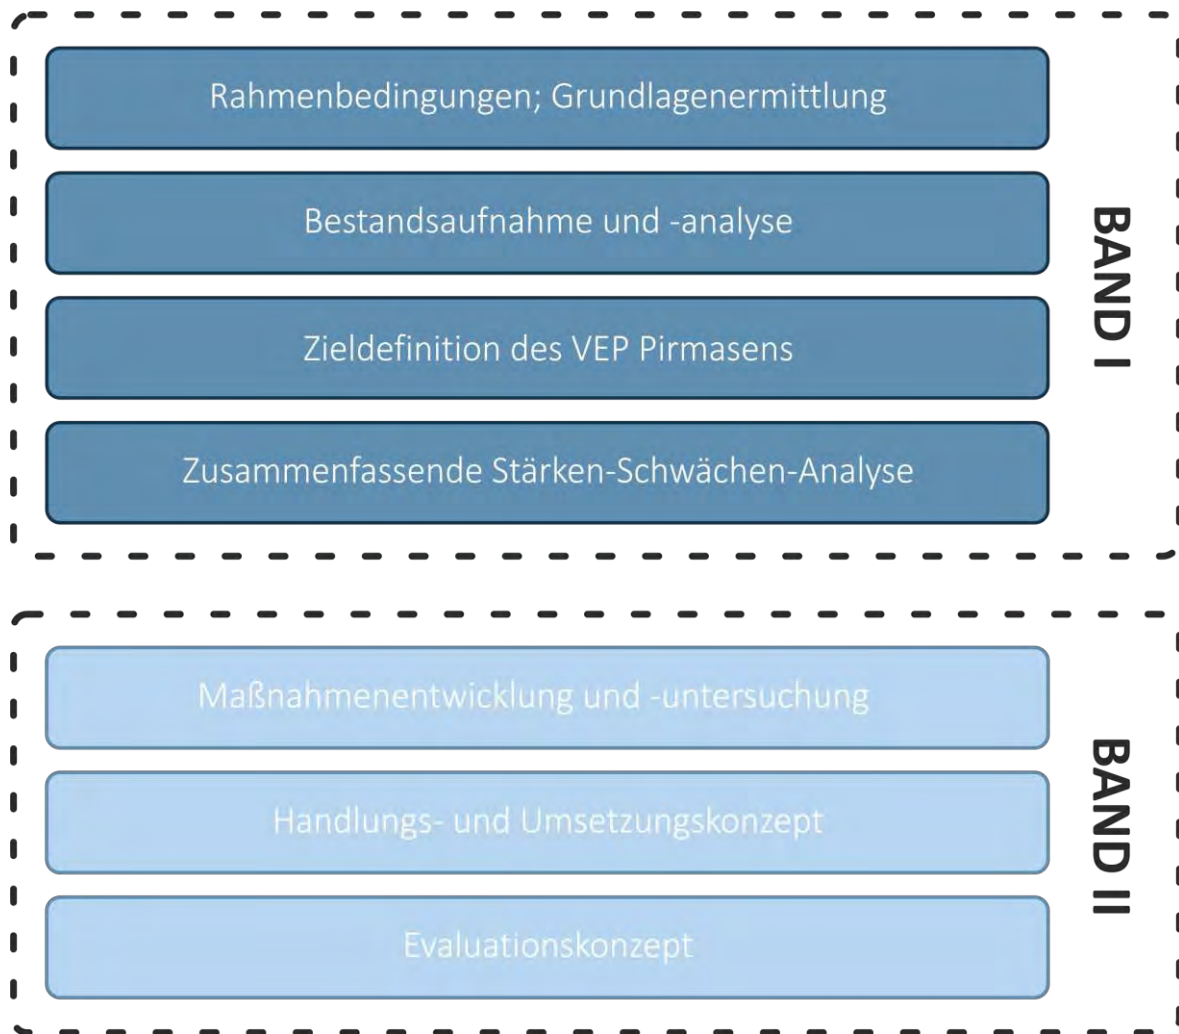 Rahmenbedingungen; Grundlagenermittlung
Bestandsaufnahme und -analyse
Zieldefinition des VEP Pirmasens
Zusammenfassende Stärken-Schwächen-Analyse
BAND I
Maßnahmenentwicklung und -untersuchung
Handlungs- und Umsetzungskonzept
Evaluationskonzept
BAND II